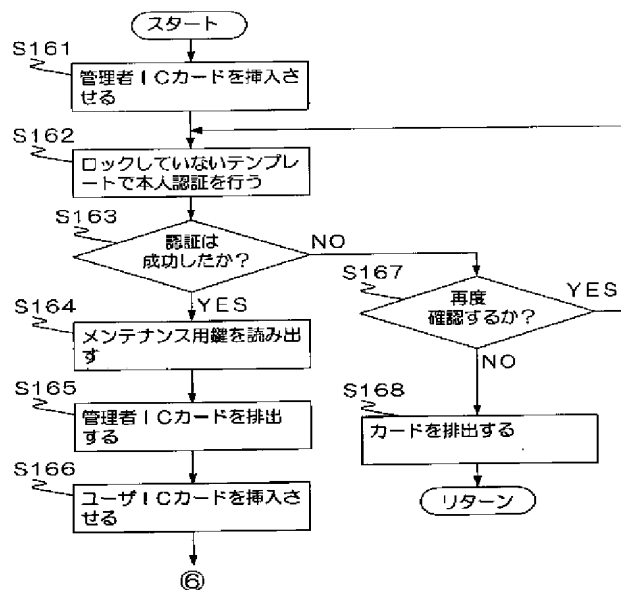 スタート
S161
管理者ICカードを挿入さ
せる
S162
ロックしていないテンプレ
ートで本人認証を行う
S163
認証は
成功したか?
NO
YES
S164
メンテナンス用鍵を読み出
す
S165
管理者ICカードを排出
する
S166
ユーザICカードを挿入さ
せる
⑥
S167
再度
確認するか?
YES
NO
S168
カードを排出する
リターン